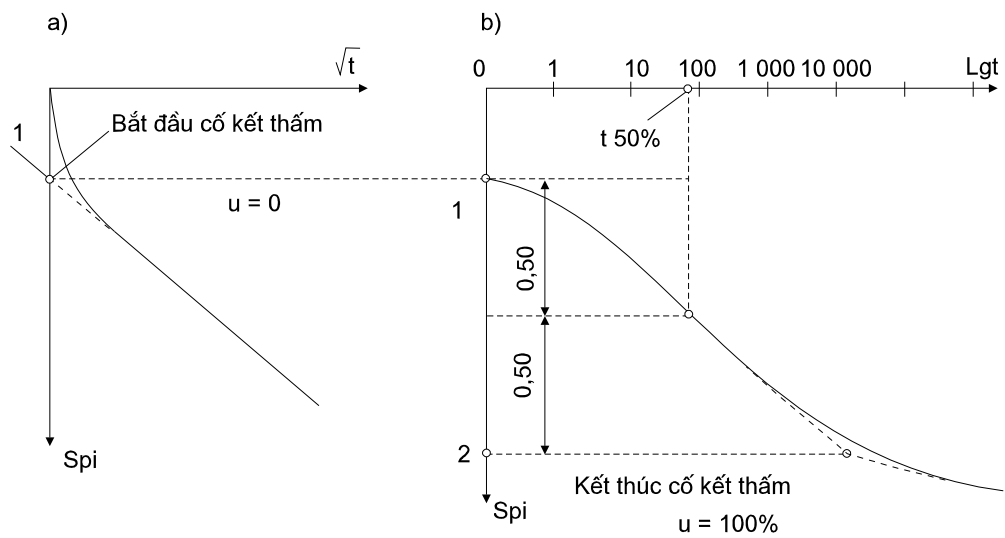 a)
√t
Bắt đầu cố kết thấm
1
u = 0
Spi
b)
0 1 10 100 1 000 10 000 Lgt
t 50%
1
0,50
0,50
2
Kết thúc cố kết thấm
Spi
u = 100%